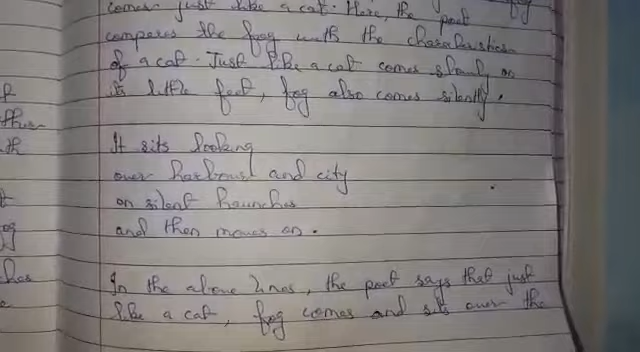 comes just like a cat. Here, the poet
compares the fog with the characteristics
of a cat. Just like a cat comes slowly on
its little feet, fog also comes silently.
It sits looking
over harbour and city
on silent haunches
and then moves on.
In the above lines, the poet says that just
like a cat, fog comes and sits over the